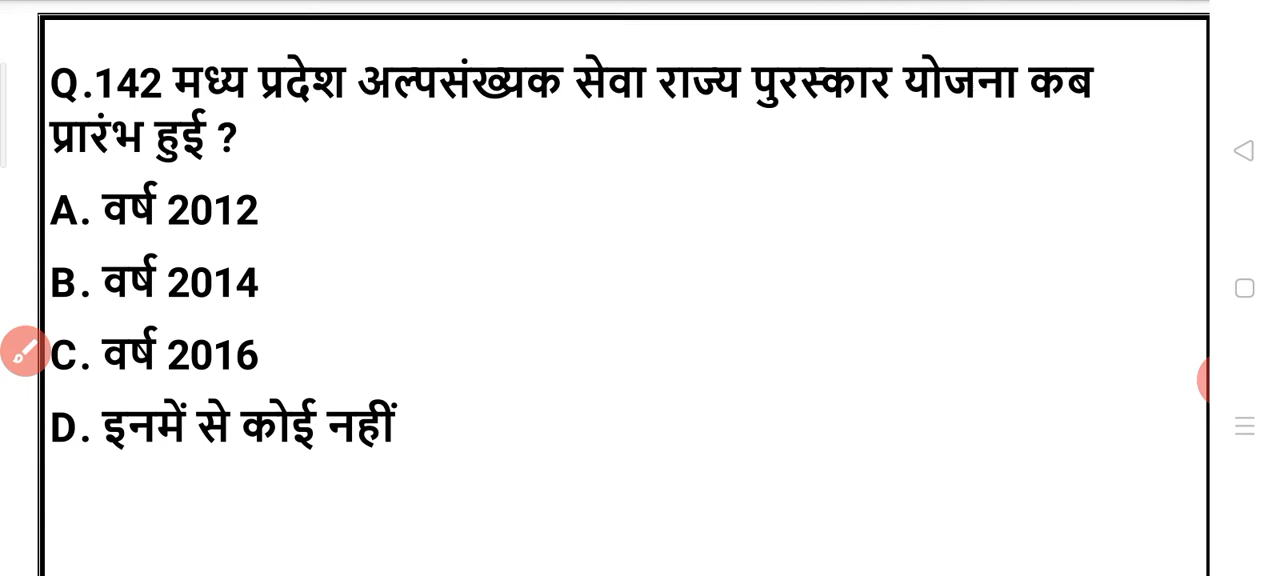 Q.142 मध्य प्रदेश अल्पसंख्यक सेवा राज्य पुरस्कार योजना कब
प्रारंभ हुई ?
A. वर्ष 2012
B. वर्ष 2014
C. वर्ष 2016
D. इनमें से कोई नहीं